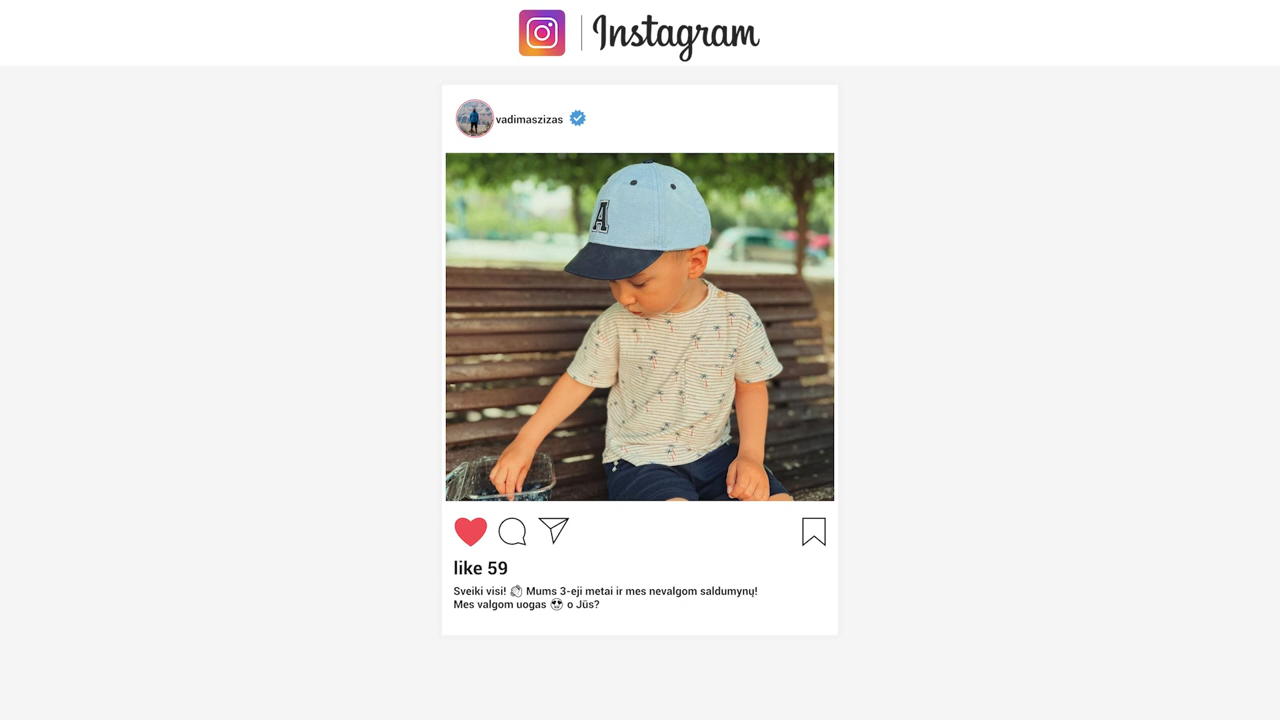 Instagram
vadimaszizas
A
like 59
Sveiki visi! 👏 Mums 3-eji metai ir mes nevalgom saldumynų!
Mes valgom uogas 😍 o Jūs?